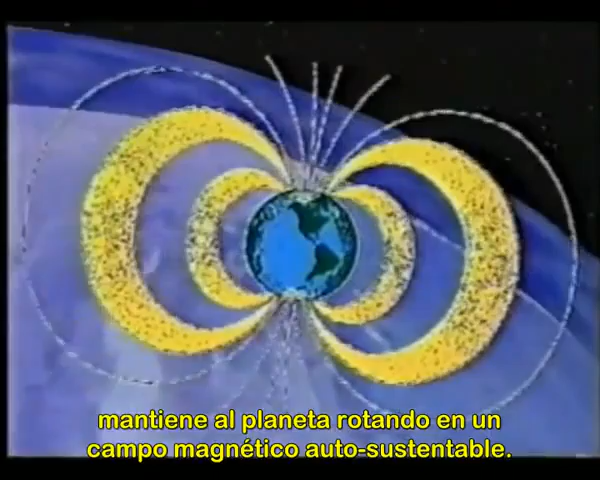 mantiene al planeta rotando en un
campo magnético auto-sustentable.